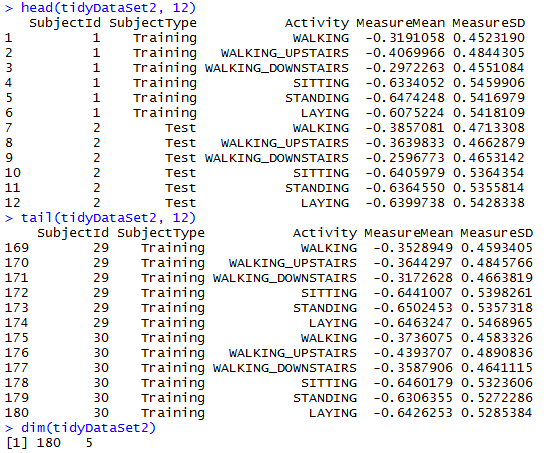 > head(tidyDataSet2, 12)
   SubjectId SubjectType           Activity MeasureMean MeasureSD
1          1    Training            WALKING  -0.3191058 0.4523190
2          1    Training   WALKING_UPSTAIRS  -0.4069966 0.4844305
3          1    Training WALKING_DOWNSTAIRS  -0.2972263 0.4551084
4          1    Training            SITTING  -0.6334052 0.5459906
5          1    Training           STANDING  -0.6474248 0.5416979
6          1    Training             LAYING  -0.6075224 0.5418109
7          2        Test            WALKING  -0.3857081 0.4713308
8          2        Test   WALKING_UPSTAIRS  -0.3639833 0.4662879
9          2        Test WALKING_DOWNSTAIRS  -0.2596773 0.4653142
10         2        Test            SITTING  -0.6405979 0.5364354
11         2        Test           STANDING  -0.6364550 0.5355814
12         2        Test             LAYING  -0.6399738 0.5428338
> tail(tidyDataSet2, 12)
    SubjectId SubjectType           Activity MeasureMean MeasureSD
169        29    Training            WALKING  -0.3528949 0.4593405
170        29    Training   WALKING_UPSTAIRS  -0.3644297 0.4845766
171        29    Training WALKING_DOWNSTAIRS  -0.3172628 0.4663819
172        29    Training            SITTING  -0.6441007 0.5398261
173        29    Training           STANDING  -0.6502453 0.5357318
174        29    Training             LAYING  -0.6463247 0.5468965
175        30    Training            WALKING  -0.3736075 0.4583326
176        30    Training   WALKING_UPSTAIRS  -0.4393707 0.4890836
177        30    Training WALKING_DOWNSTAIRS  -0.3587906 0.4641115
178        30    Training            SITTING  -0.6460179 0.5323606
179        30    Training           STANDING  -0.6306355 0.5272286
180        30    Training             LAYING  -0.6426253 0.5285384
> dim(tidyDataSet2)
[1] 180   5